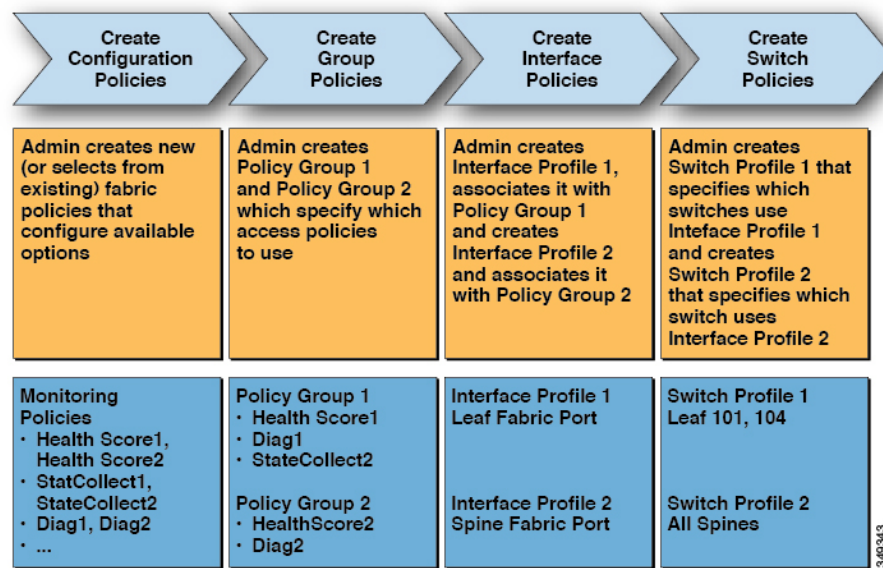 Create
Configuration
Policies
Create
Group
Policies
Create
Interface
Policies
Create
Switch
Policies
Admin creates new
(or selects from
existing) fabric
policies that
configure available
options
Admin creates
Policy Group 1
and Policy Group 2
which specify which
access policies
to use
Admin creates
Interface Profile 1,
associates it with
Policy Group 1
and creates
Interface Profile 2
and associates it
with Policy Group 2
Admin creates
Switch Profile 1 that
specifies which
switches use
Inteface Profile 1
and creates
Switch Profile 2
that specifies which
switch uses
Interface Profile 2
Monitoring
Policies
· Health Score1,
Health Score2
· StatCollect1,
StateCollect2
· Diag1, Diag2
· ...
Policy Group 1
· Health Score1
· Diag1
· StateCollect2
Policy Group 2
· HealthScore2
· Diag2
Interface Profile 1
Leaf Fabric Port
Interface Profile 2
Spine Fabric Port
Switch Profile 1
Leaf 101, 104
Switch Profile 2
All Spines
349343